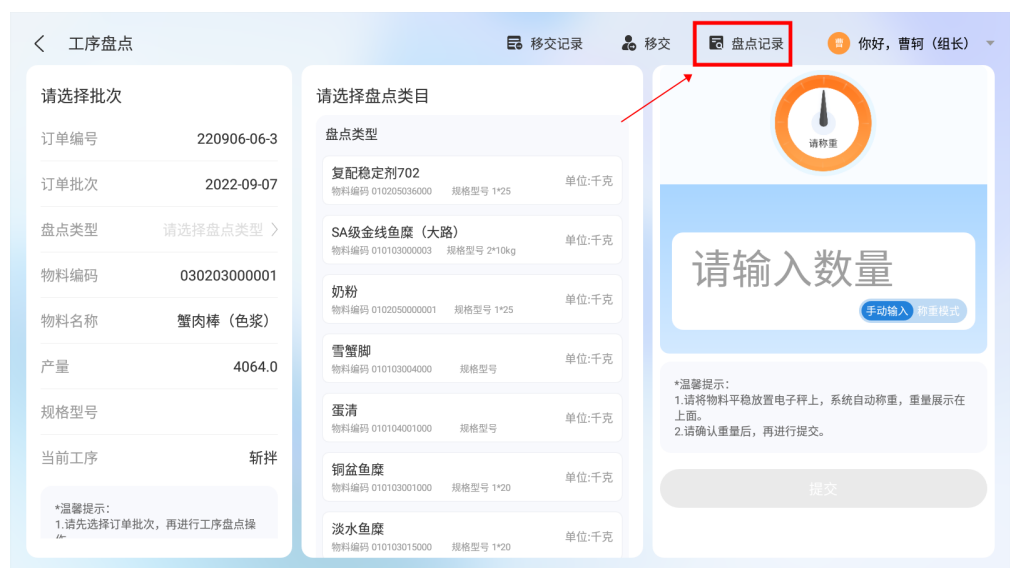 工序盘点
移交记录
移交
盘点记录
曹
你好，曹轲（组长）
请选择批次
订单编号 220906-06-3
订单批次 2022-09-07
盘点类型 请选择盘点类型
物料编码 030203000001
物料名称 蟹肉棒（色浆）
产量 4064.0
规格型号
当前工序 斩拌
*温馨提示：
1.请先选择订单批次，再进行工序盘点操
请选择盘点类目
盘点类型
复配稳定剂702
物料编码 010205036000 规格型号 1*25
单位:千克
SA级金线鱼糜（大路）
物料编码 010103000003 规格型号 2*10kg
单位:千克
奶粉
物料编码 0102050000001 规格型号 1*25
单位:千克
雪蟹脚
物料编码 010103004000 规格型号
单位:千克
蛋清
物料编码 010104001000 规格型号
单位:千克
铜盆鱼糜
物料编码 010103001000 规格型号 1*20
单位:千克
淡水鱼糜
物料编码 010103015000 规格型号 1*20
单位:千克
请称重
请输入数量
手动输入 称重模式
*温馨提示：
1.请将物料平稳放置电子秤上，系统自动称重，重量展示在
上面。
2.请确认重量后，再进行提交。
提交